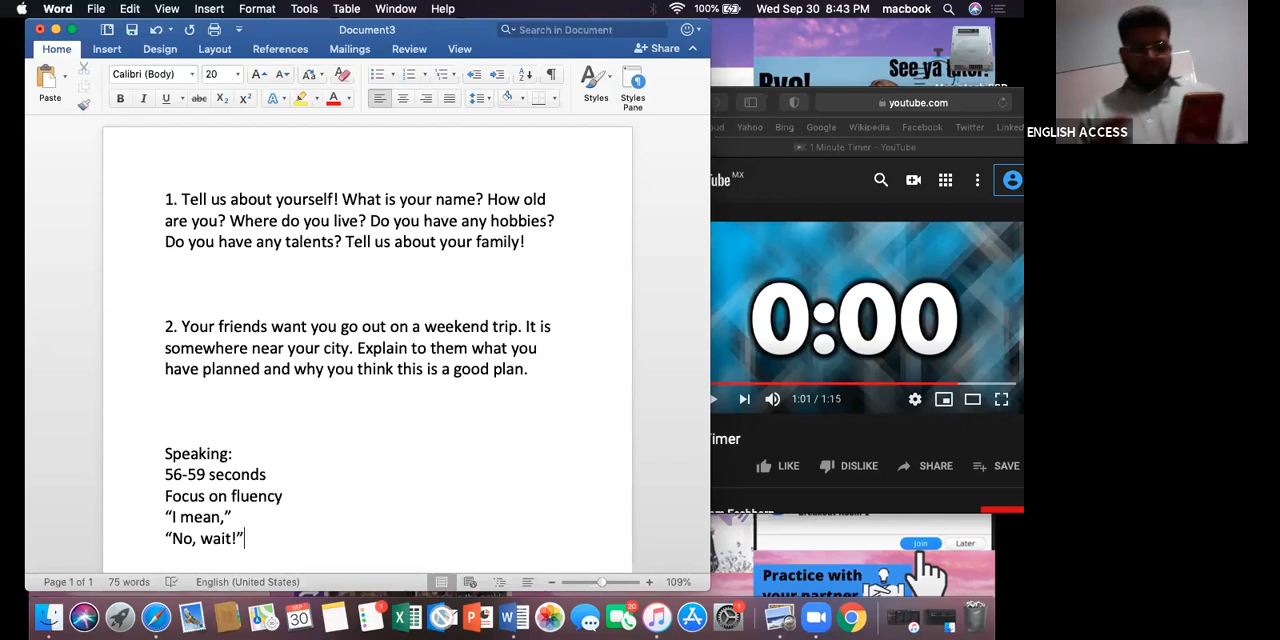 Word File Edit View Insert Format Tools Table Window Help 100% Wed Sep 30 8:43 PM macbook
Document3
Search in Document
Home Insert Design Layout References Mailings Review View Share
Paste Calibri (Body) 20 Styles Styles Pane
1. Tell us about yourself! What is your name? How old
are you? Where do you live? Do you have any hobbies?
Do you have any talents? Tell us about your family!
2. Your friends want you go out on a weekend trip. It is
somewhere near your city. Explain to them what you
have planned and why you think this is a good plan.
Speaking:
56-59 seconds
Focus on fluency
“I mean,”
“No, wait!”
Page 1 of 1 75 words English (United States) 109%
See ya later!
youtube.com
Yahoo Bing Google Wikipedia Facebook Twitter
1 Minute Timer - YouTube
MX
0:00
1:01 / 1:15
LIKE DISLIKE SHARE SAVE
Join Later
Practice with
your partner
ENGLISH ACCESS